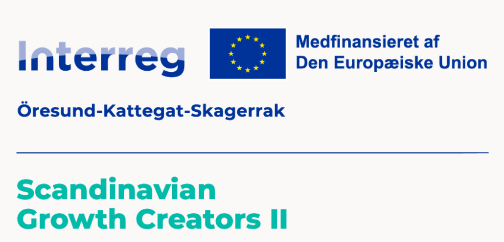 Interreg
Medfinansieret af
Den Europæiske Union
Öresund-Kattegat-Skagerrak
Scandinavian
Growth Creators II